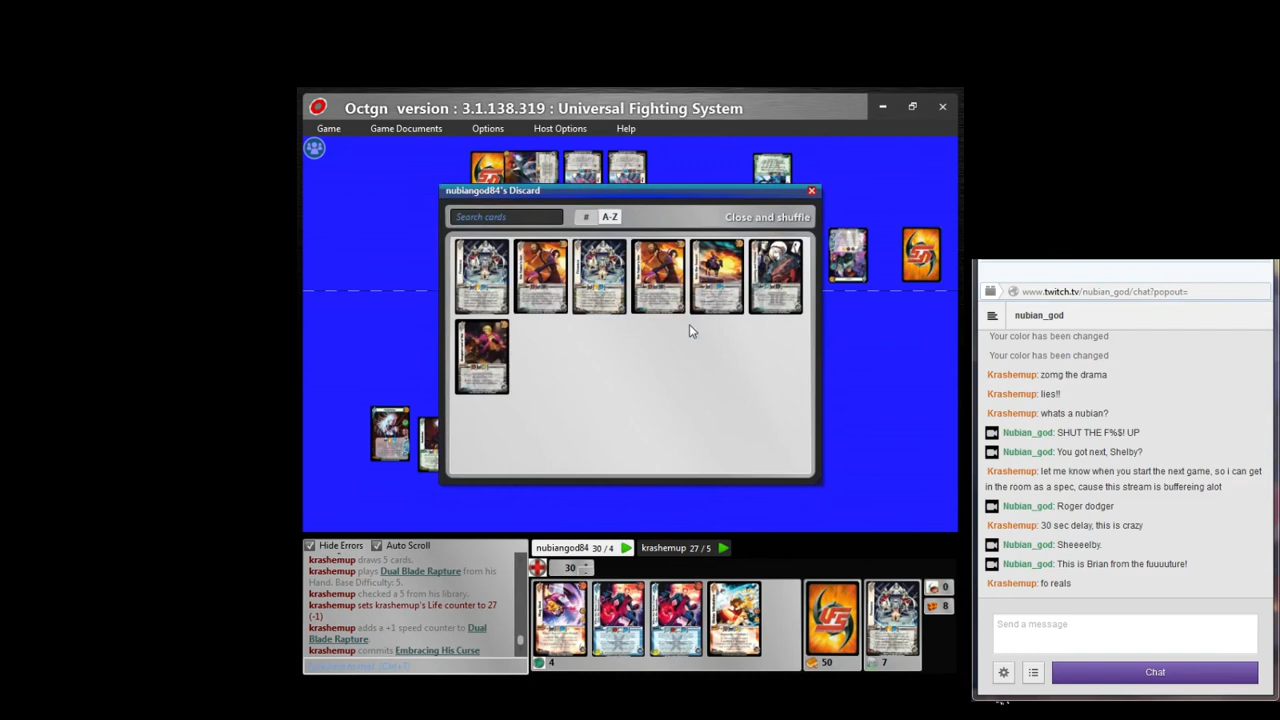 Octgn version : 3.1.138.319 : Universal Fighting System
Game Game Documents Options Host Options Help
nubiangod84's Discard
Search cards # A-Z Close and shuffle
www.twitch.tv/nubian_god/chat?popout=
nubian_god
Your color has been changed
Your color has been changed
Krashemup: zomg the drama
Krashemup: lies!!
Krashemup: whats a nubian?
Nubian_god: SHUT THE F%$! UP
Nubian_god: You got next, Shelby?
Krashemup: let me know when you start the next game, so i can get
in the room as a spec, cause this stream is buffereing alot
Nubian_god: Roger dodger
Krashemup: 30 sec delay, this is crazy
Nubian_god: Sheeeelby.
Nubian_god: This is Brian from the fuuuuture!
Krashemup: fo reals
Send a message
Chat
Hide Errors Auto Scroll
krashemup draws 5 cards.
krashemup plays Dual Blade Rapture from his
Hand. Base Difficulty: 5.
krashemup checked a 5 from his library.
krashemup sets krashemup's Life counter to 27
(-1)
krashemup adds a +1 speed counter to Dual
Blade Rapture.
krashemup commits Embracing His Curse
nubiangod84 30 / 4 krashemup 27 / 5
30
0
8
4
50
7